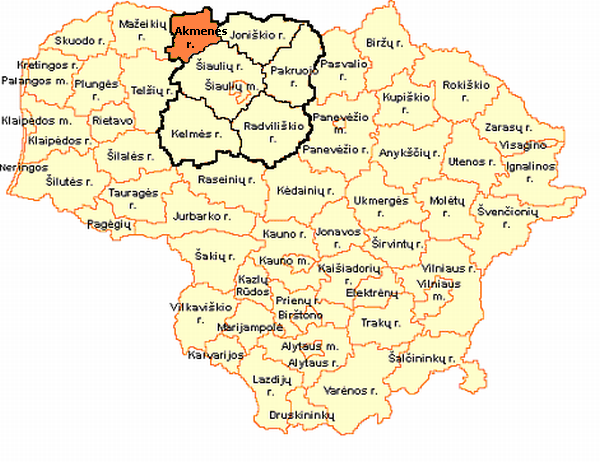 Mažeikių r.
Akmenės r.
Joniškio r.
Skuodo r.
Biržų r.
Kretingos r.
Šiaulių r.
Pakruojo r.
Pasvalio r.
Palangos m.
Plungės r.
Telžių r.
Šiaulių m.
Kupiškio r.
Rokiškio r.
Klaipėdos m.
Rietavo
Kelmės r.
Radviliškio r.
Panevėžio m.
Zarasų r.
Klaipėdos r.
Šilalės r.
Panevėžio r.
Anykščių r.
Visagino
Utenos r.
Ignalinos r.
Neringos
Šilutės r.
Tauragės r.
Raseinių r.
Kėdainių r.
Ukmergės r.
Molėtų r.
Švenčionių r.
Pagėgių
Jurbarko r.
Kauno r.
Jonavos r.
Širvintų r.
Šakių r.
Kauno m.
Kaišiadorių r.
Vilniaus r.
Kazlų Rūdos
Elektrėnų
Vilniaus m.
Vilkaviškio r.
Prienų r.
Birštono
Marijampolė
Trakų r.
Kalvarijos
Alytaus m.
Alytaus r.
Šalčininkų r.
Lazdijų r.
Varėnos r.
Druskininkų